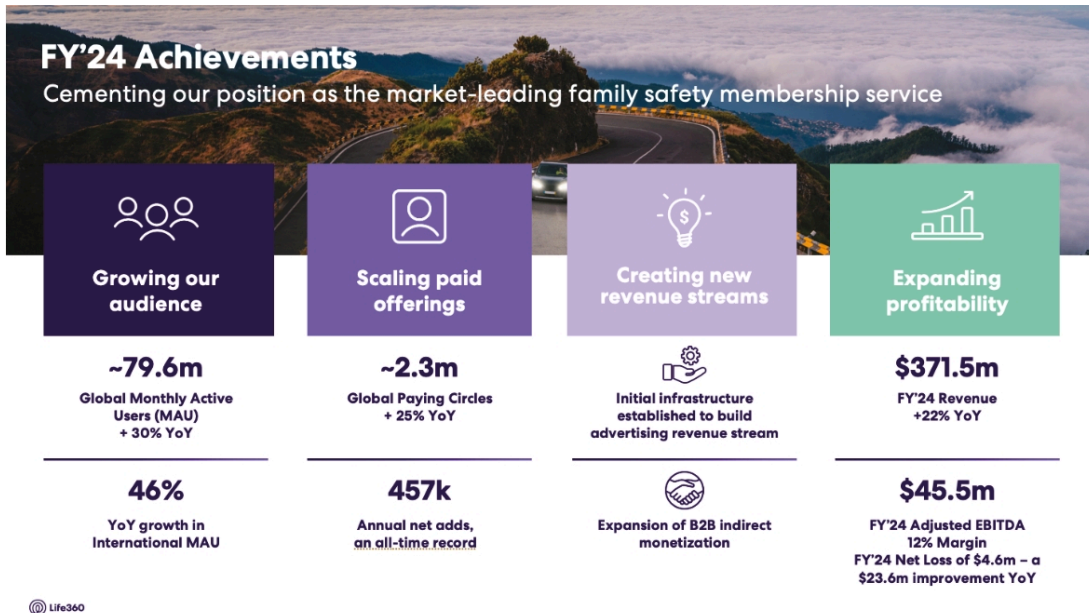 FY’24 Achievements
Cementing our position as the market-leading family safety membership service
Growing our
audience
~79.6m
Global Monthly Active
Users (MAU)
+ 30% YoY
46%
YoY growth in
International MAU
Scaling paid
offerings
~2.3m
Global Paying Circles
+ 25% YoY
457k
Annual net adds,
an all-time record
Creating new
revenue streams
$
Initial infrastructure
established to build
advertising revenue stream
Expansion of B2B indirect
monetization
Expanding
profitability
$371.5m
FY’24 Revenue
+22% YoY
$45.5m
FY’24 Adjusted EBITDA
12% Margin
FY’24 Net Loss of $4.6m – a
$23.6m improvement YoY
Life360